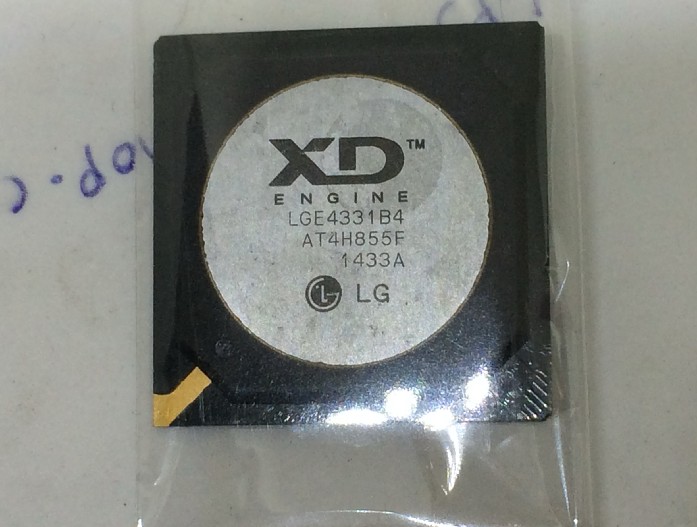 XD™
ENGINE
LGE4331B4
AT4H855F
1433A
LG